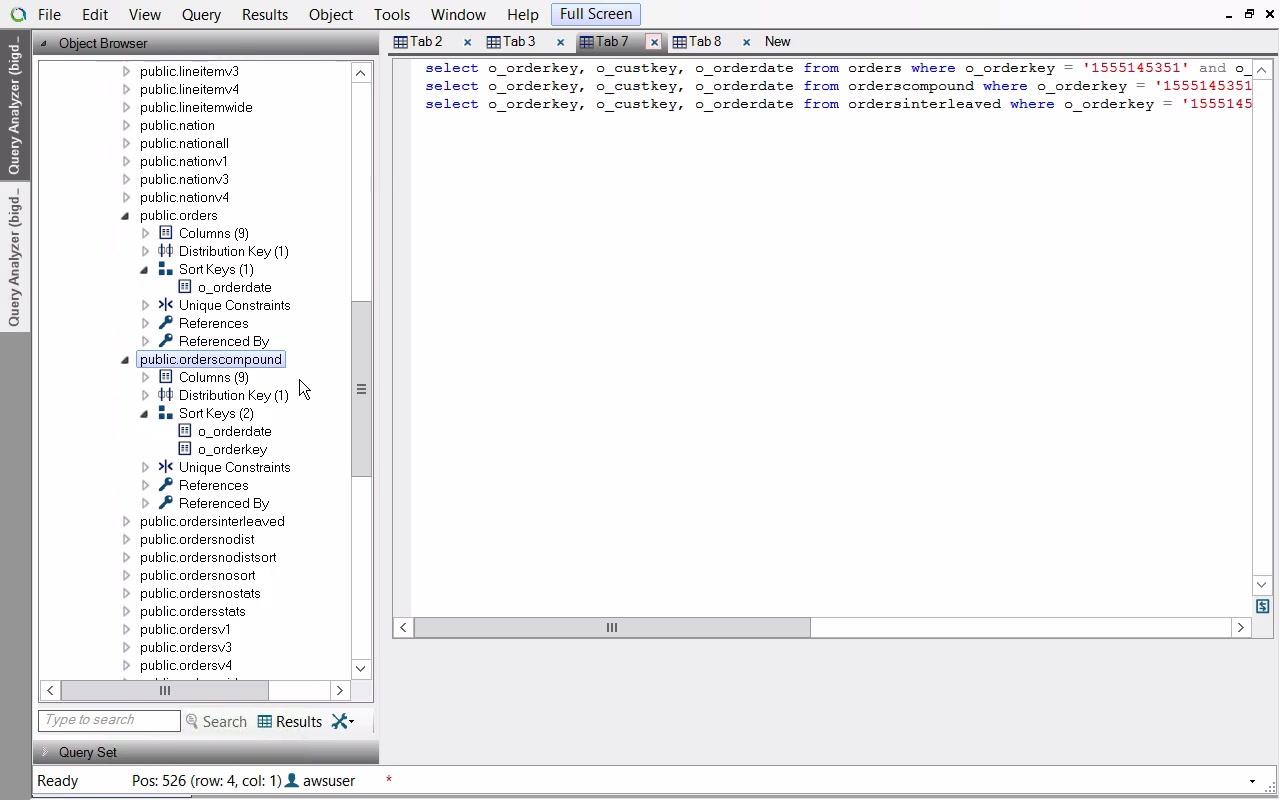 File Edit View Query Results Object Tools Window Help Full Screen
Query Analyzer (bigd_
Query Analyzer (bigd_
Object Browser
public.lineitemv3
public.lineitemv4
public.lineitemwide
public.nation
public.nationall
public.nationv1
public.nationv3
public.nationv4
public.orders
Columns (9)
Distribution Key (1)
Sort Keys (1)
o_orderdate
Unique Constraints
References
Referenced By
public.orderscompound
Columns (9)
Distribution Key (1)
Sort Keys (2)
o_orderdate
o_orderkey
Unique Constraints
References
Referenced By
public.ordersinterleaved
public.ordersnodist
public.ordersnodistsort
public.ordersnosort
public.ordersnostats
public.ordersstats
public.ordersv1
public.ordersv3
public.ordersv4
Type to search Search Results
Query Set
Tab 2 Tab 3 Tab 7 Tab 8 New
select o_orderkey, o_custkey, o_orderdate from orders where o_orderkey = '1555145351' and o_
select o_orderkey, o_custkey, o_orderdate from orderscompound where o_orderkey = '1555145351
select o_orderkey, o_custkey, o_orderdate from ordersinterleaved where o_orderkey = '1555145
Ready Pos: 526 (row: 4, col: 1) awsuser *